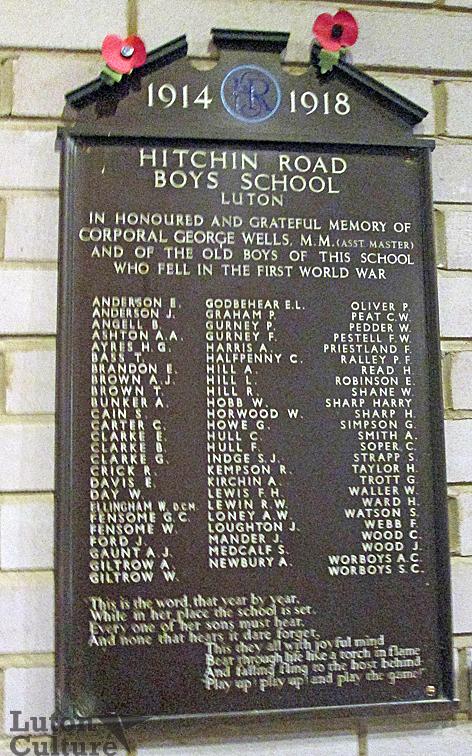 1914 HRS 1918
HITCHIN ROAD
BOYS SCHOOL
LUTON
IN HONOURED AND GRATEFUL MEMORY OF
CORPORAL GEORGE WELLS, M.M. (ASST. MASTER)
AND OF THE OLD BOYS OF THIS SCHOOL
WHO FELL IN THE FIRST WORLD WAR
ANDERSON E.
ANDERSON J.
ANGELL B.
ASHTON A.A.
AYRES H.G.
BASS T.
BRANDON E.
BROWN A.J.
BROWN T.
BUNKER A.
CAIN S.
CARTER C.
CLARKE E.
CLARKE B.
CLARKE G.
CRICK R.
DAVIS E.
DAY W.
ELLINGHAM W. D.C.M.
FENSOME G.C.
FENSOME W.
FORD J.
GAUNT A.J.
GILTROW A.
GILTROW W.
GODBEHEAR E.L.
GRAHAM P.
GURNEY P.
GURNEY F.
HARRIS A.
HALFPENNY C.
HILL A.
HILL L.
HILL R.
HOBB W.
HORWOOD W.
HOWE G.
HULL C.
HULL F.
INDGE S.J.
KEMPSON R.
KIRCHIN A.
LEWIS F.H.
LEWIN R.W.
LONEY A.W.
LOUGHTON J.
MANDER J.
MEDCALF S.
NEWBURY A.
OLIVER P.
PEAT C.W.
PEDDER W.
PESTELL F.W.
PRIESTLAND F.
RALLEY P.F.
READ H.
ROBINSON E.
SHANE W.
SHARP HARRY
SHARP H.
SIMPSON G.
SMITH A.
SOPER C.
STRAPP S.
TAYLOR H.
TROTT G.
WALLER W.
WARD H.
WATSON S.
WEBB F.
WOOD C.
WOOD J.
WORBOYS A.C.
WORBOYS S.C.
This is the word, that year by year,
While in her place the school is set.
Every one of her sons must hear,
And none that hears it dare forget.
This they all with joyful mind
Bear through life like a torch in flame
And falling fling to the host behind
"Play up! play up! and play the game"
Luton
Culture